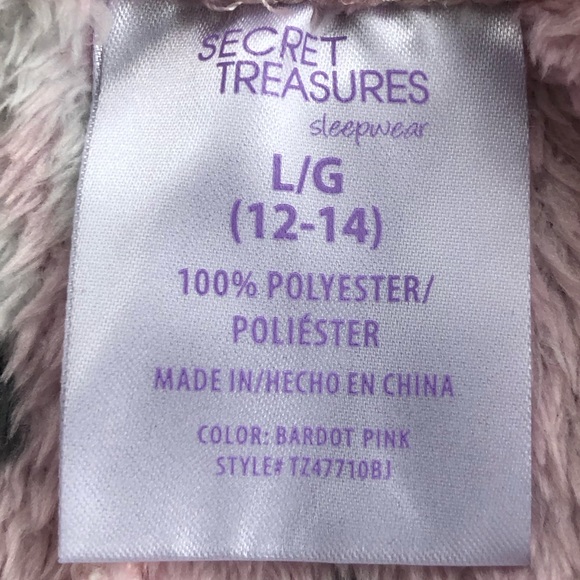 SECRET
TREASURES
sleepwear
L/G
(12-14)
100% POLYESTER/
POLIÉSTER
MADE IN/HECHO EN CHINA
COLOR: BARDOT PINK
STYLE# TZ47710BJ